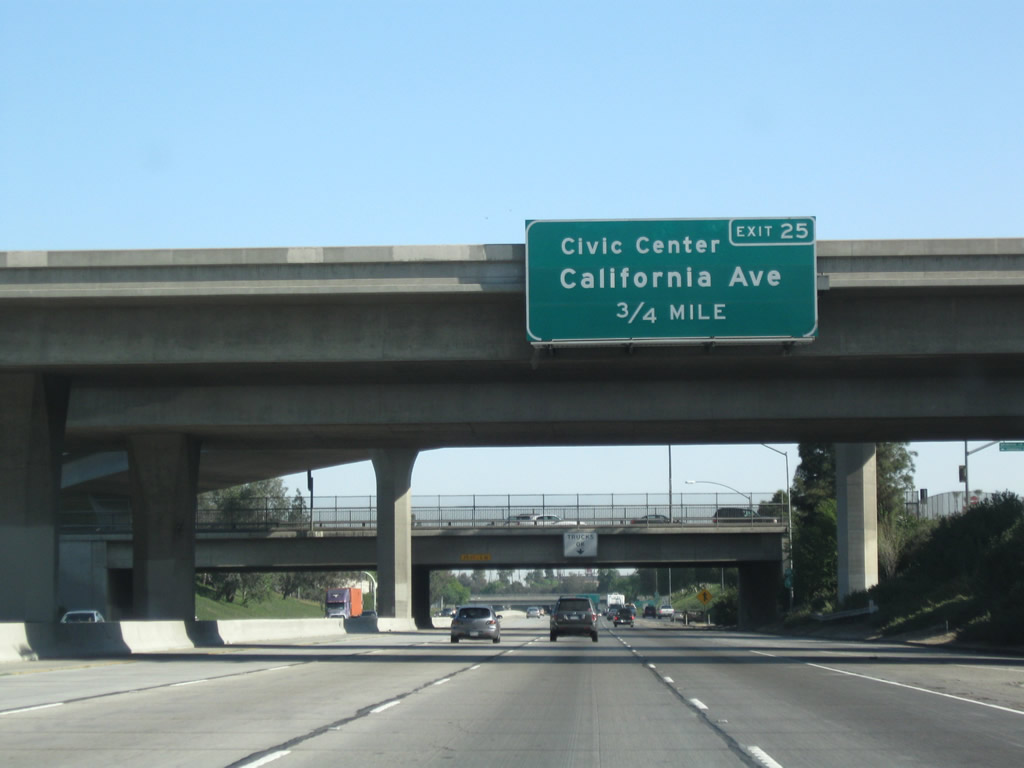 EXIT 25
Civic Center
California Ave
3/4 MILE
TRUCKS
OK